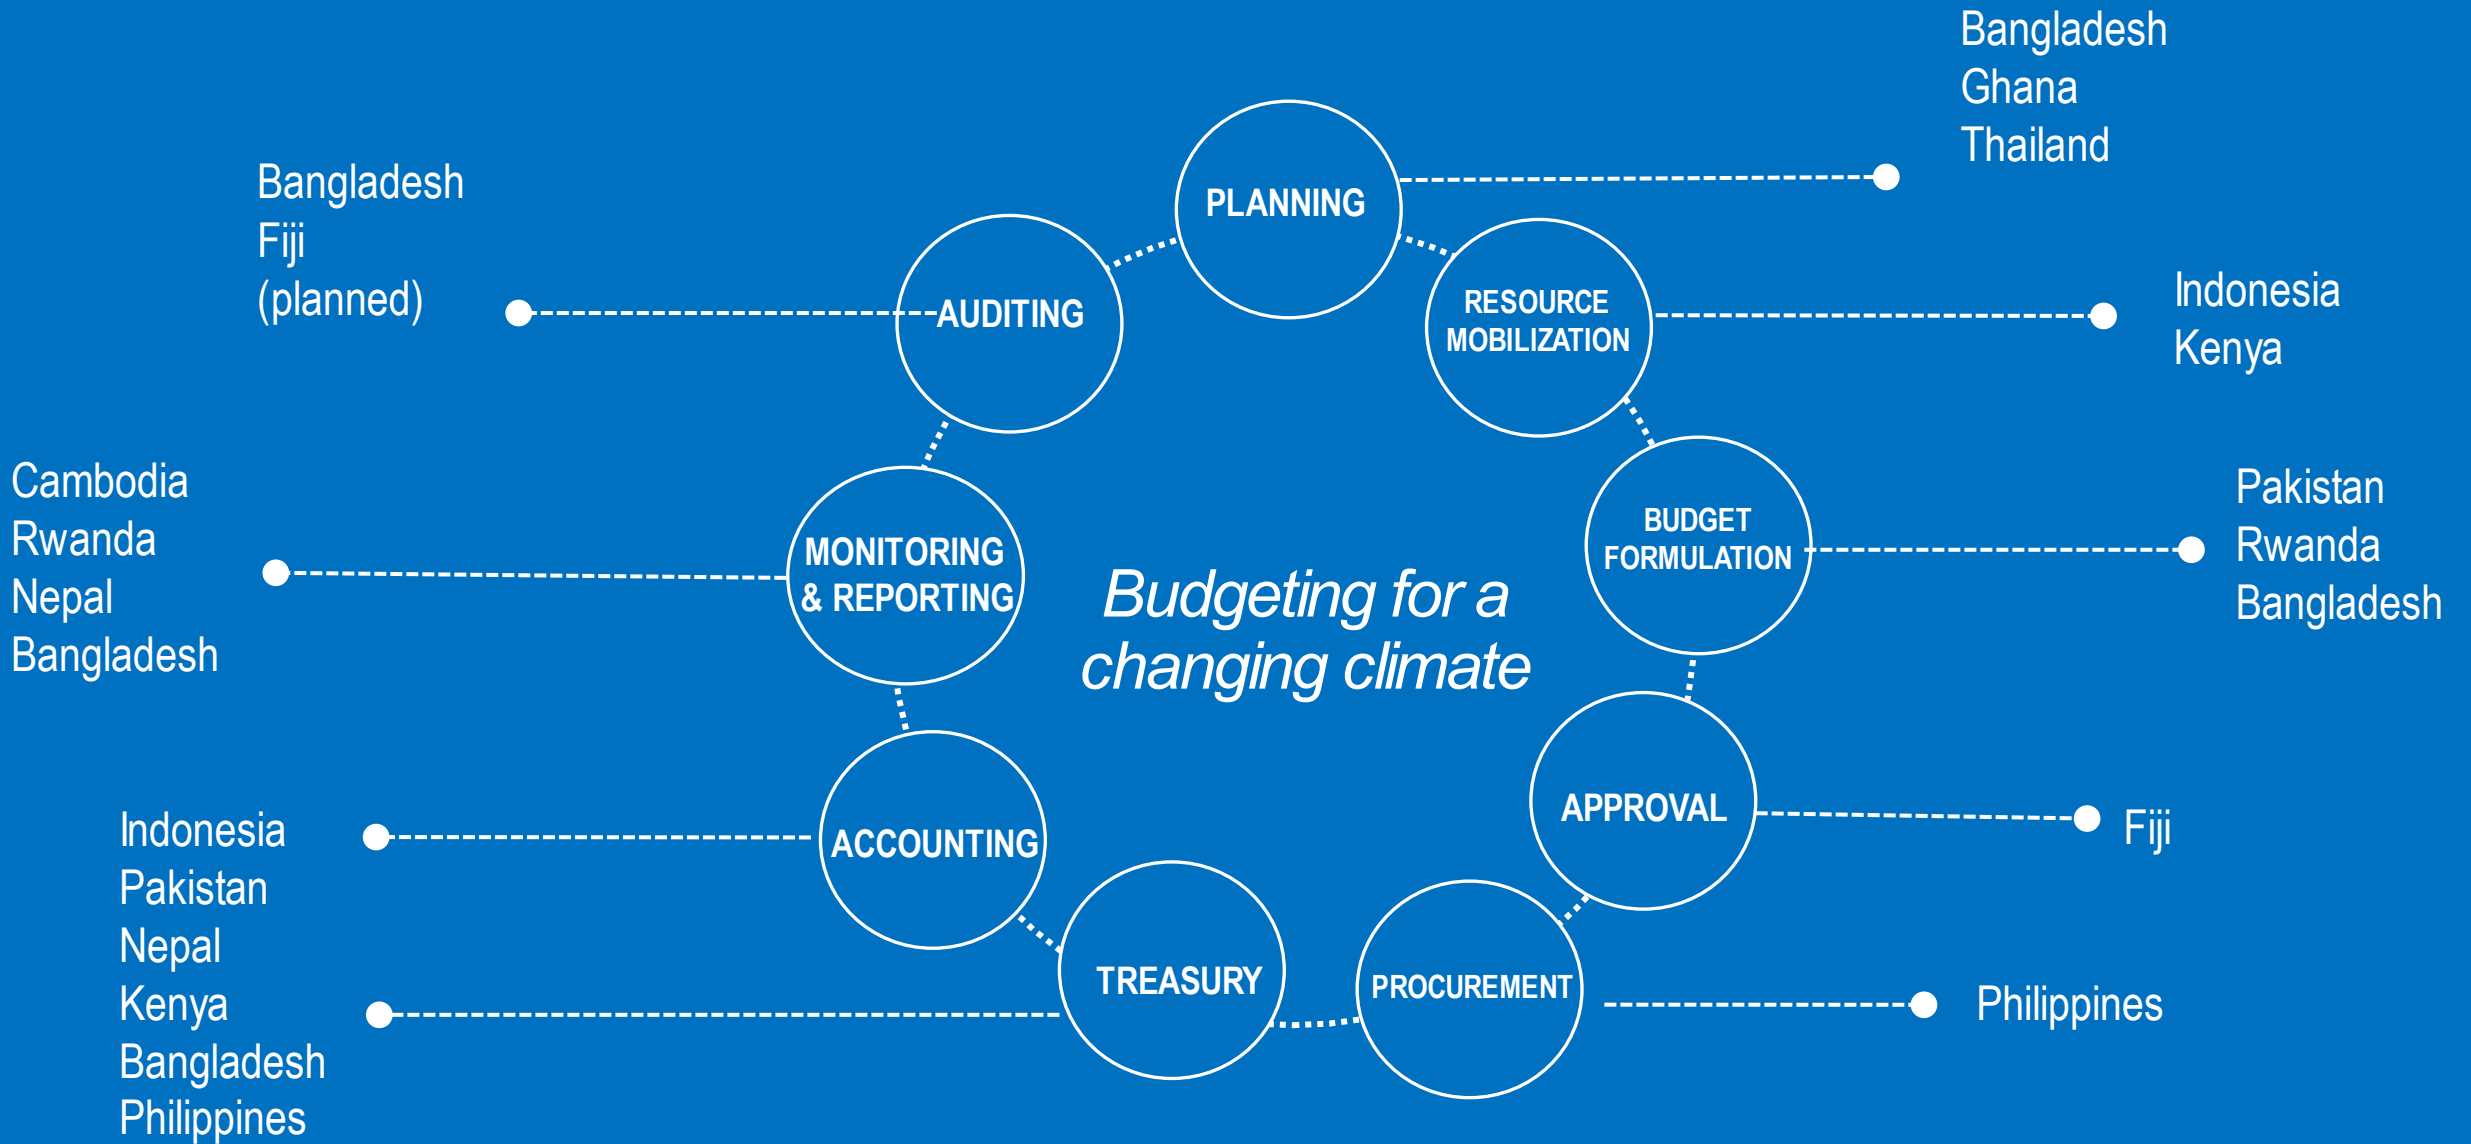 Bangladesh
Ghana
Thailand
PLANNING
Bangladesh
Fiji
(planned)
AUDITING
RESOURCE
MOBILIZATION
Indonesia
Kenya
Cambodia
Rwanda
Nepal
Bangladesh
MONITORING
& REPORTING
Budgeting for a
changing climate
BUDGET
FORMULATION
Pakistan
Rwanda
Bangladesh
Indonesia
Pakistan
Nepal
Kenya
Bangladesh
Philippines
ACCOUNTING
APPROVAL
Fiji
TREASURY
PROCUREMENT
Philippines